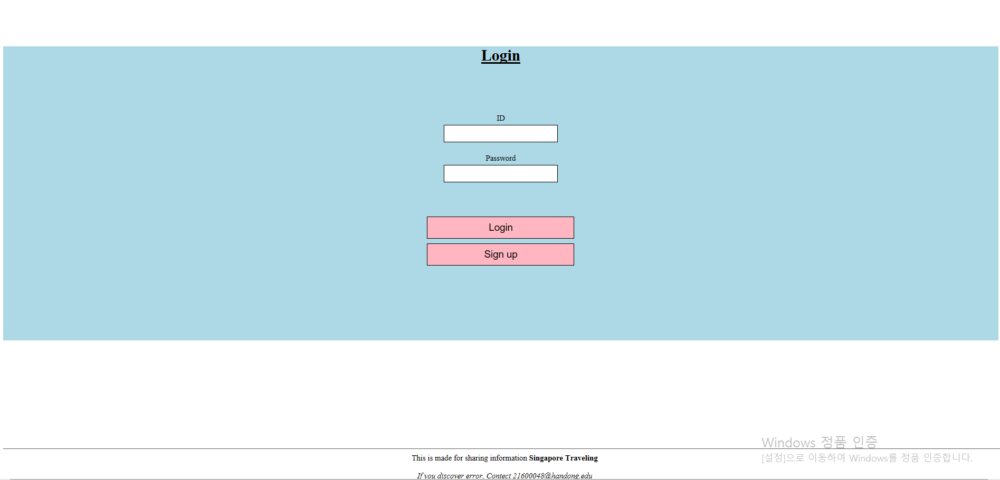 Login
ID
Password
Login
Sign up
Windows 정품 인증
[설정]으로 이동하여 Windows를 정품 인증합니다.
This is made for sharing information Singapore Traveling
If you discover error, Contect 21600048@handong.edu